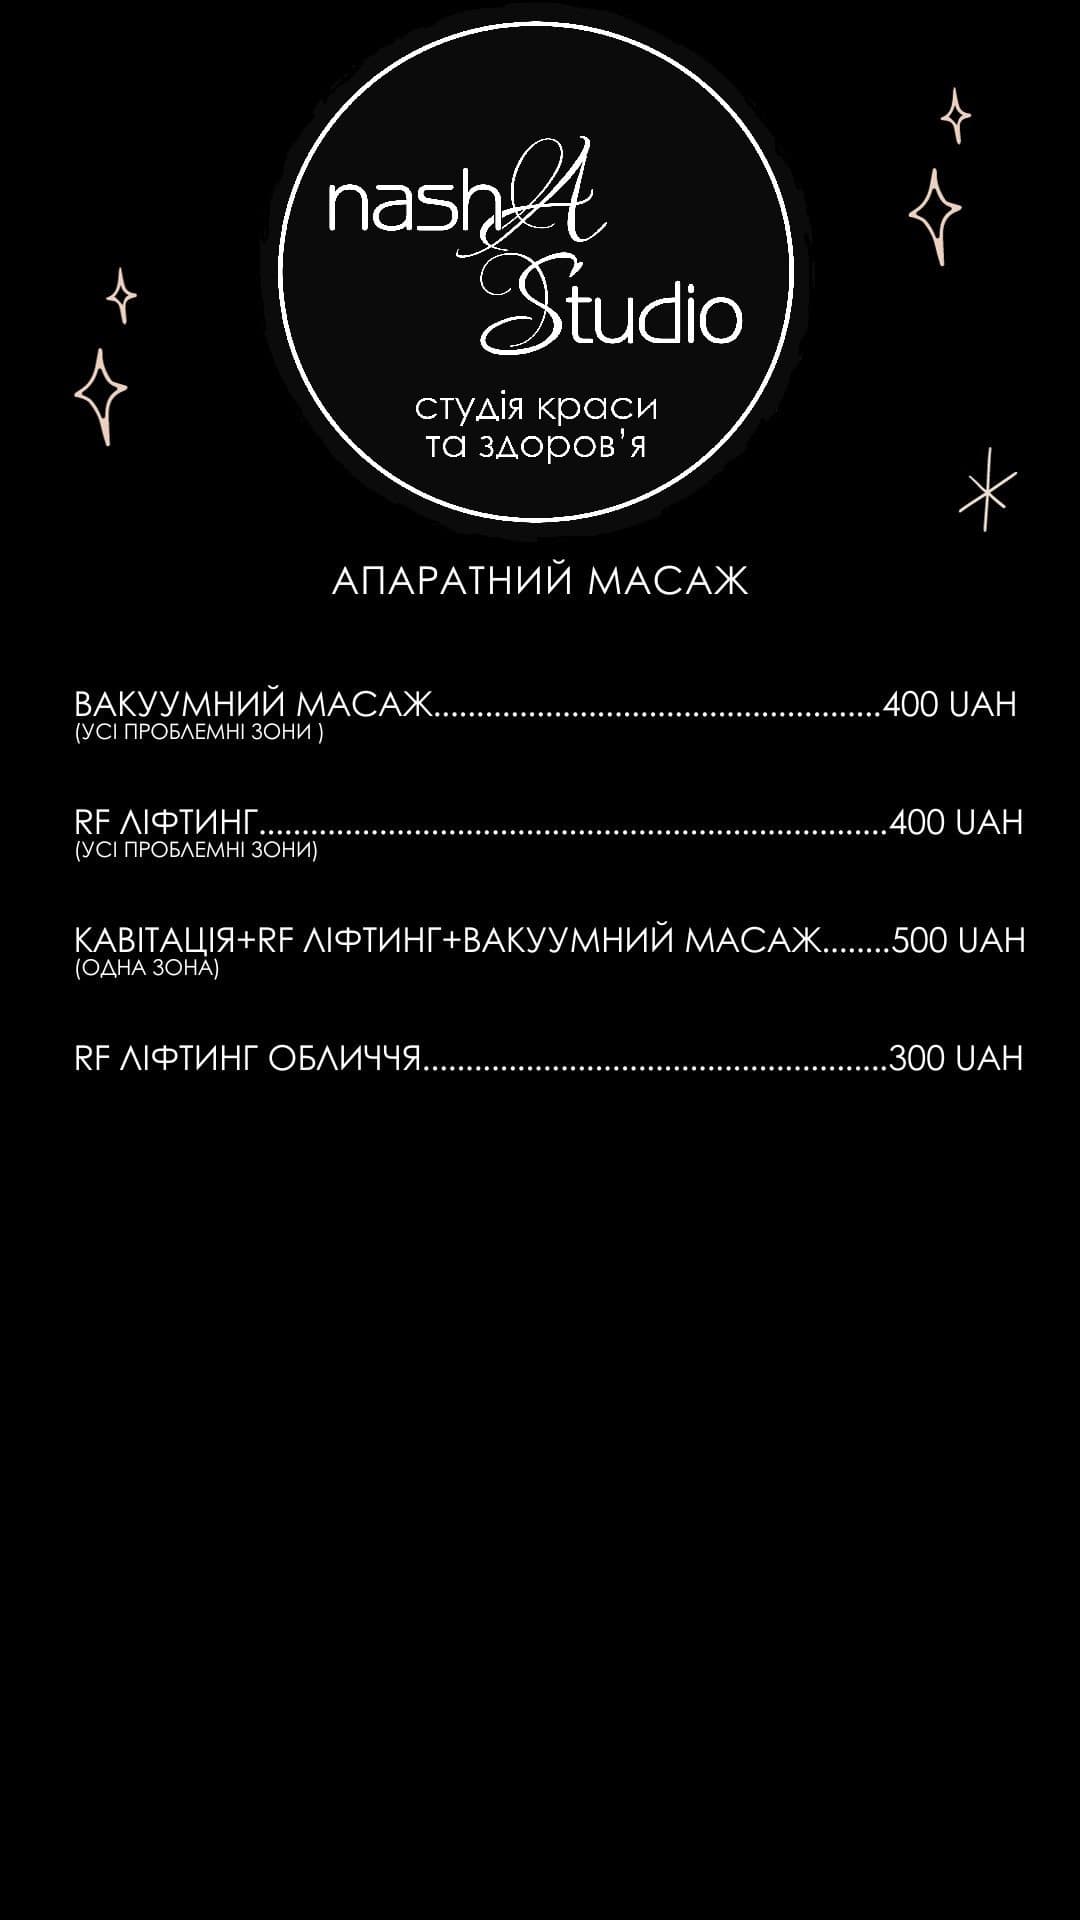 nashA
Studio
студія краси
та здоров’я
АПАРАТНИЙ МАСАЖ
ВАКУУМНИЙ МАСАЖ...................................................400 UAH
(УСІ ПРОБЛЕМНІ ЗОНИ )
RF ЛІФТИНГ........................................................................400 UAH
(УСІ ПРОБЛЕМНІ ЗОНИ)
КАВІТАЦІЯ+RF ЛІФТИНГ+ВАКУУМНИЙ МАСАЖ........500 UAH
(ОДНА ЗОНА)
RF ЛІФТИНГ ОБЛИЧЧЯ.....................................................300 UAH